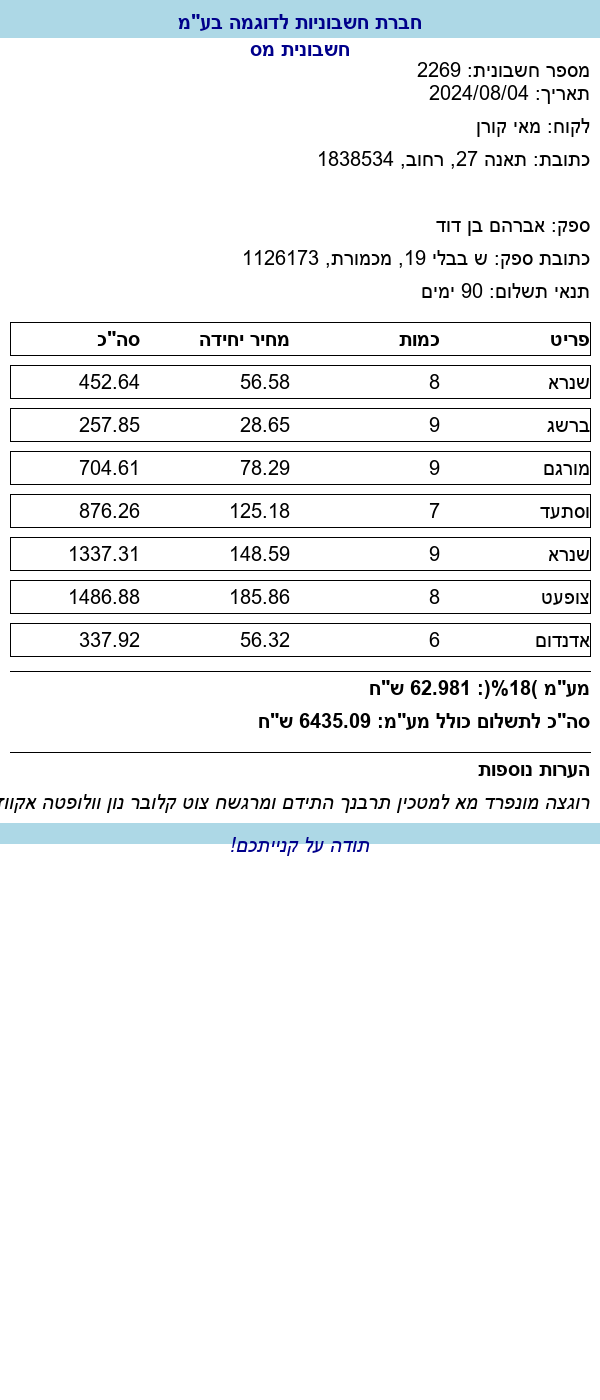 חברת חשבוניות לדוגמה בע"מ
חשבונית מס
מספר חשבונית: 2269
תאריך: 2024/08/04
לקוח: מאי קורן
כתובת: תאנה 27, רחוב, 1838534
ספק: אברהם בן דוד
כתובת ספק: ש בבלי 19, מכמורת, 1126173
תנאי תשלום: 90 ימים
פריט כמות מחיר יחידה סה"כ
שנרא 8 56.58 452.64
ברשג 9 28.65 257.85
מורגם 9 78.29 704.61
וסתעד 7 125.18 876.26
שנרא 9 148.59 1337.31
צופעט 8 185.86 1486.88
אדנדום 6 56.32 337.92
מע"מ )18%(: 62.981 ש"ח
סה"כ לתשלום כולל מע"מ: 6435.09 ש"ח
הערות נוספות
רוגצה מונפרד מא למטכין תרבנך התידם ומרגשח צוט קלובר נון וולופטה
תודה על קנייתכם!